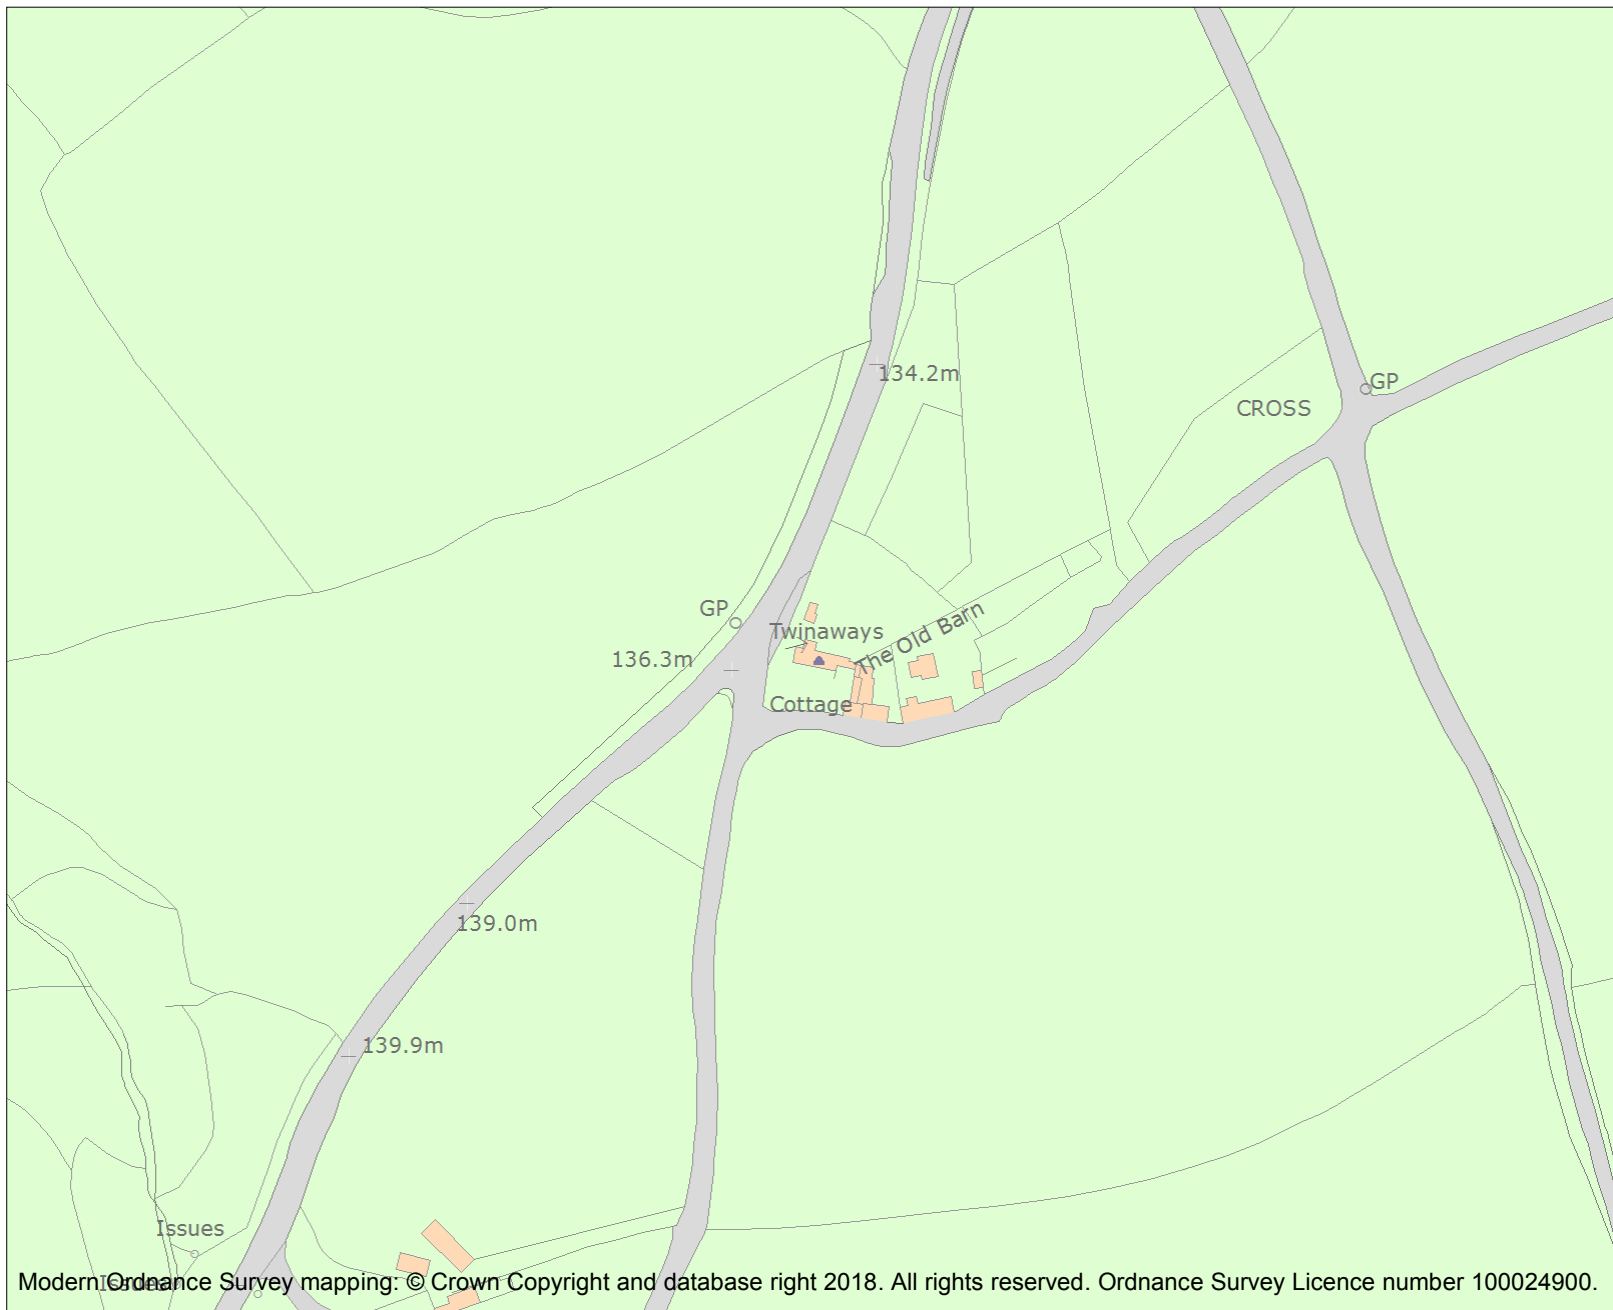 134.2m
GP
CROSS
GP
Twinaways
The Old Barn
136.3m
Cottage
139.0m
139.9m
Issues
Issues
Modern Ordnance Survey mapping: © Crown Copyright and database right 2018. All rights reserved. Ordnance Survey Licence number 100024900.